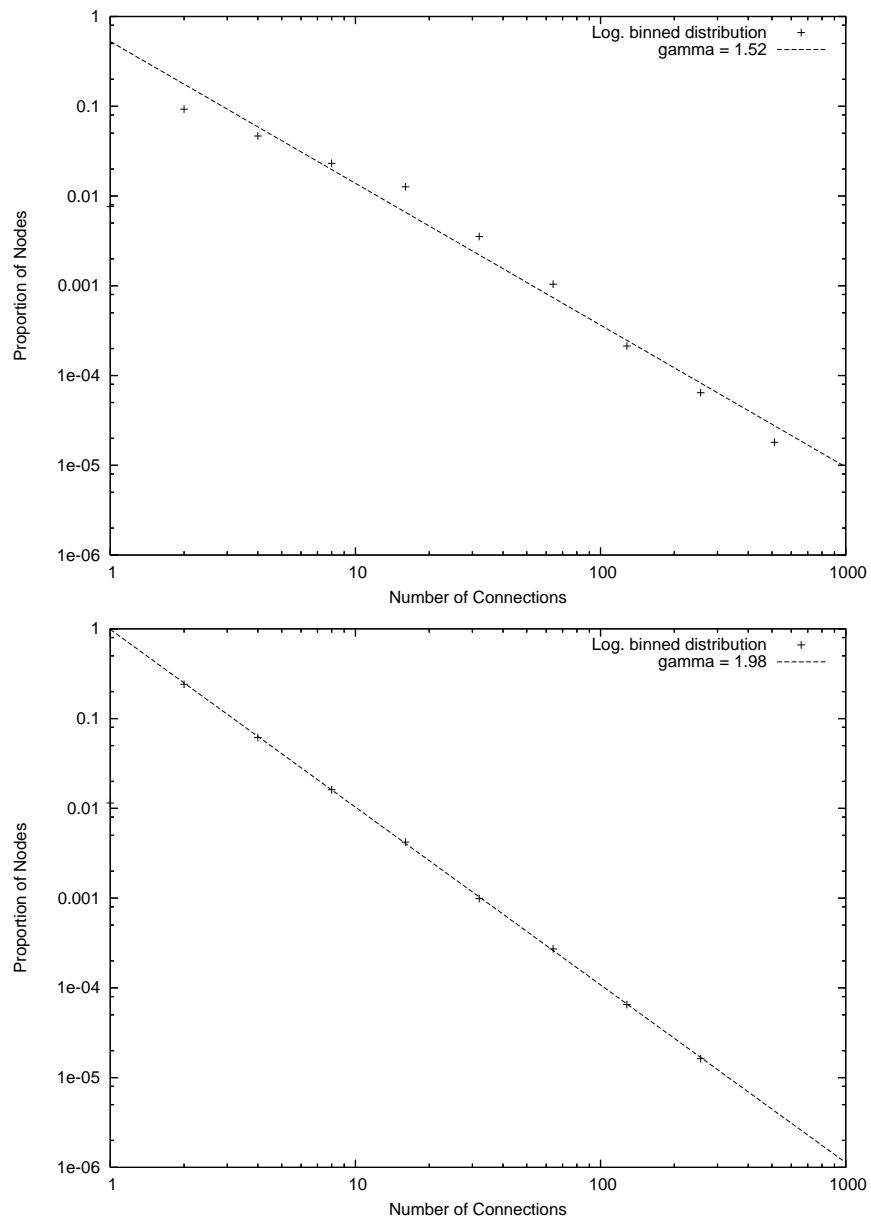 1
0.1
0.01
0.001
1e-04
1e-05
1e-06
Proportion of Nodes
Log. binned distribution
gamma = 1.52
1 10 100 1000
Number of Connections
1
0.1
0.01
0.001
1e-04
1e-05
1e-06
Proportion of Nodes
Log. binned distribution
gamma = 1.98
1 10 100 1000
Number of Connections